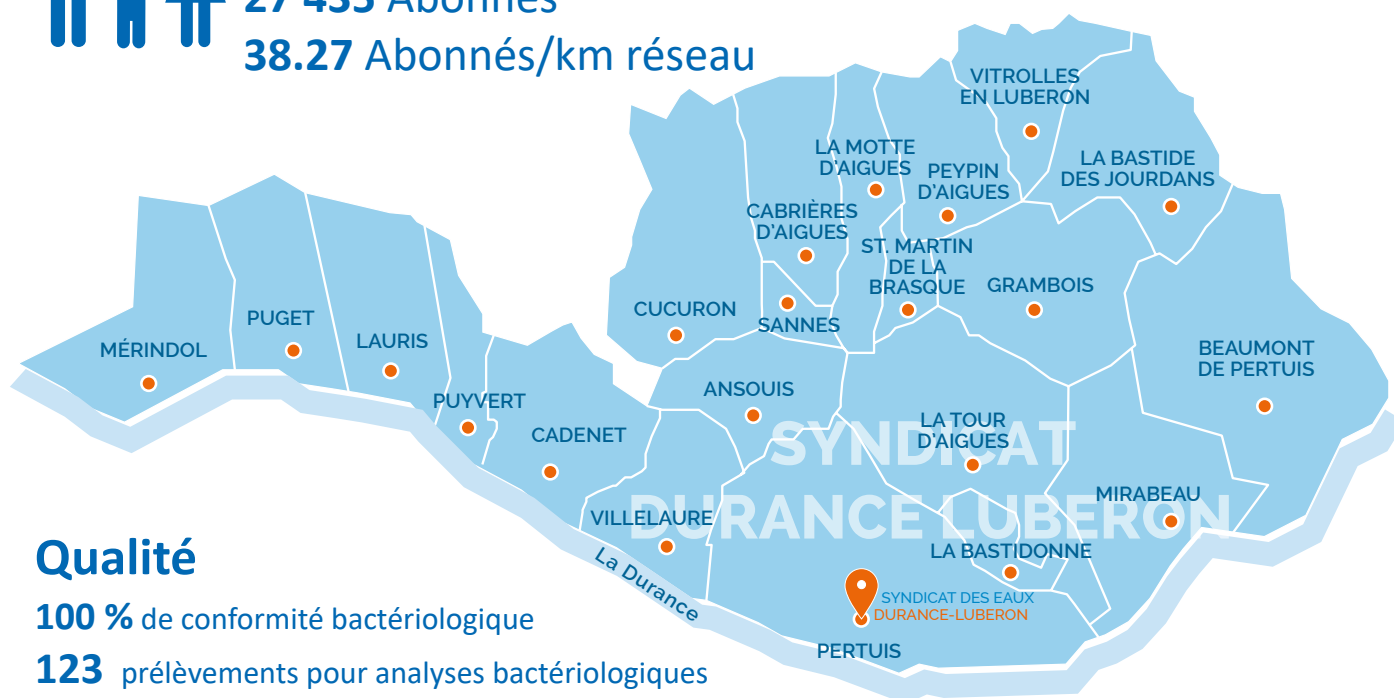 27 435 Abonnés
38.27 Abonnés/km réseau
VITROLLES
EN LUBERON
LA MOTTE
D'AIGUES
PEYPIN
D'AIGUES
LA BASTIDE
DES JOURDANS
CABRIÈRES
D'AIGUES
ST. MARTIN
DE LA
BRASQUE
GRAMBOIS
CUCURON
SANNES
PUGET
LAURIS
MÉRINDOL
BEAUMONT
DE PERTUIS
ANSOUIS
PUYVERT
CADENET
LA TOUR
D'AIGUES
SYNDICAT
DURANCE LUBERON
MIRABEAU
VILLELAURE
LA BASTIDONNE
La Durance
SYNDICAT DES EAUX
DURANCE-LUBERON
PERTUIS
Qualité
100 % de conformité bactériologique
123 prélèvements pour analyses bactériologiques